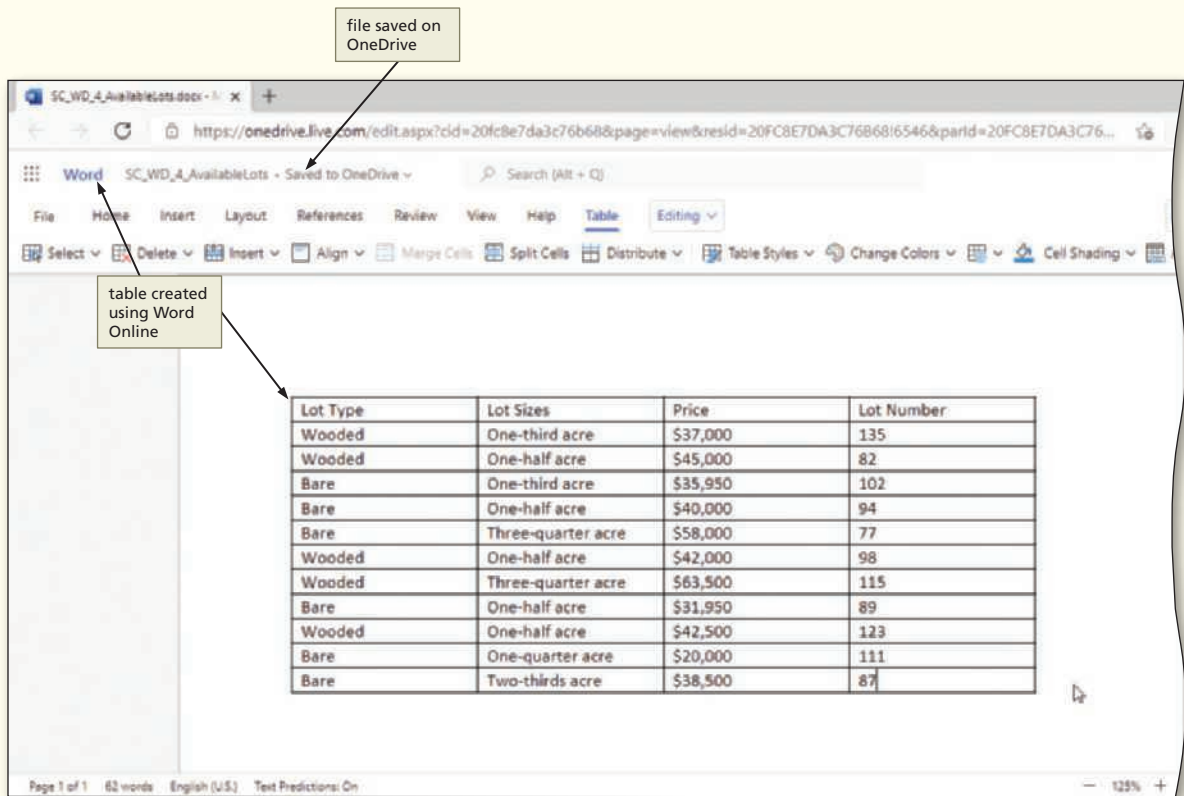 file saved on
OneDrive
SC_WD_4_AvailableLots.docx - M
https://onedrive.live.com/edit.aspx?cid=20fc8e7da3c76b68&page=view&resid=20FC8E7DA3C76B68!6546&parId=20FC8E7DA3C76...
Word SC_WD_4_AvailableLots - Saved to OneDrive Search (Alt + Q)
File Home Insert Layout References Review View Help Table Editing
Select Delete Insert Align Merge Cells Split Cells Distribute Table Styles Change Colors Cell Shading
table created
using Word
Online
Lot Type Lot Sizes Price Lot Number
Wooded One-third acre $37,000 135
Wooded One-half acre $45,000 82
Bare One-third acre $35,950 102
Bare One-half acre $40,000 94
Bare Three-quarter acre $58,000 77
Wooded One-half acre $42,000 98
Wooded Three-quarter acre $63,500 115
Bare One-half acre $31,950 89
Wooded One-half acre $42,500 123
Bare One-quarter acre $20,000 111
Bare Two-thirds acre $38,500 87
Page 1 of 1 62 words English (U.S.) Text Predictions: On 125%